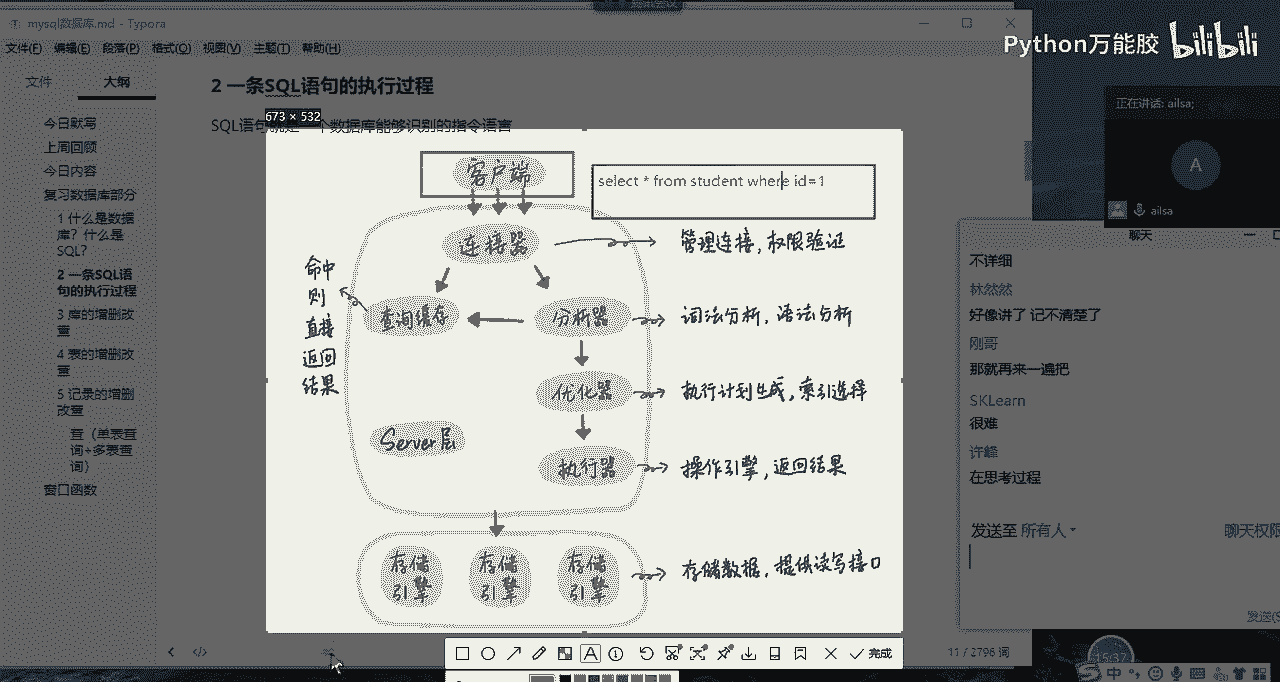 mysql数据库.md - Typora
文件(F) 编辑(E) 段落(P) 格式(O) 视图(V) 主题(T) 帮助(H)
Python万能胶 bilibili
文件 大纲
今日默写
上周回顾
今日内容
复习数据库部分
1 什么是数据
库？什么是
SQL？
2 一条SQL语
句的执行过程
3 库的增删改
查
4 表的增删改
查
5 记录的增删
改查
查（单表查
询+多表查
询）
窗口函数
2 一条SQL语句的执行过程
673 × 532
SQL语句就是一个数据库能够识别的指令语言
客户端
select * from student where id=1
连接器
管理连接，权限验证
命中
则
直接
返回
结果
查询缓存
分析器
词法分析，语法分析
优化器
执行计划生成，索引选择
Server层
执行器
操作引擎，返回结果
存储
引擎
存储
引擎
存储
引擎
存储数据，提供读写接口
完成
11 / 2796 词
正在讲话: ailsa;
A
ailsa
聊天
不详细
林然然
好像讲了 记不清楚了
刚哥
那就再来一遍把
SKLearn
很难
许峰
在思考过程
发送至 所有人
聊天权限
发送(S
15:37
中